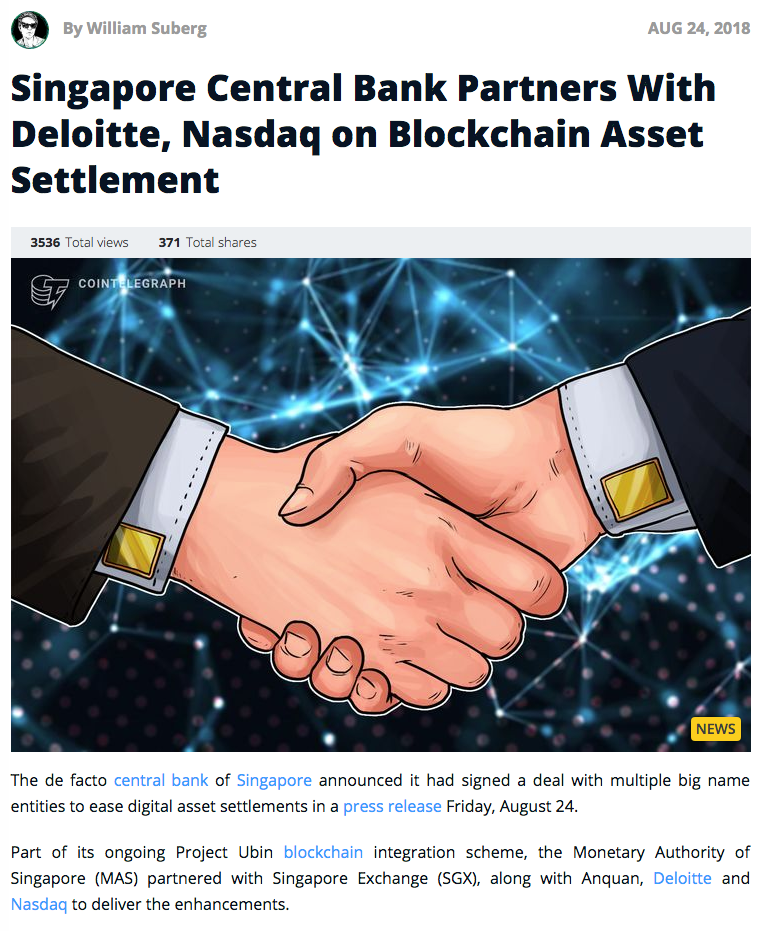 By William Suberg
AUG 24, 2018
Singapore Central Bank Partners With
Deloitte, Nasdaq on Blockchain Asset
Settlement
3536 Total views 371 Total shares
COINTELEGRAPH
NEWS
The de facto central bank of Singapore announced it had signed a deal with multiple big name
entities to ease digital asset settlements in a press release Friday, August 24.
Part of its ongoing Project Ubin blockchain integration scheme, the Monetary Authority of
Singapore (MAS) partnered with Singapore Exchange (SGX), along with Anquan, Deloitte and
Nasdaq to deliver the enhancements.